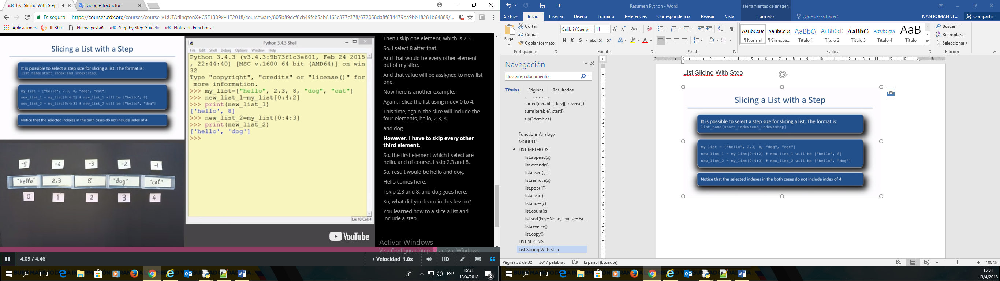 List Slicing With Step
Google Traductor
Es seguro
https://courses.edx.org/courses/course-v1:UTArlingtonX+CSE1309x+1T2018/courseware/805b89dcf6cb49fcb5ab8165c377c378/672058da8f634479ba9bb18281b64889/...
Aplicaciones
IP 360°
Nueva pestaña
Step by Step Guidelin
Notes on Functions |
Slicing a List with a Step
It is possible to select a step size for slicing a list. The format is:
list_name[start_index:end_index:step]
my_list = ["hello", 2.3, 8, "dog", "cat"]
new_list_1 = my_list[0:4:2] # new_list_1 will be ["hello", 8]
new_list_2 = my_list[0:4:3] # new_list_2 will be ["hello", "dog"]
Notice that the selected indexes in the both cases do not include index of 4
-5 -4 -3 -2 -1
"hello" 2.3 8 "dog" "cat"
0 1 2 3 4
Python 3.4.3 Shell
File Edit Shell Debug Options Window Help
Python 3.4.3 (v3.4.3:9b73f1c3e601, Feb 24 2015
, 22:44:40) [MSC v.1600 64 bit (AMD64)] on win
32
Type "copyright", "credits" or "license()" for
more information.
>>> my_list=["hello", 2.3, 8, "dog", "cat"]
>>> new_list_1=my_list[0:4:2]
>>> print(new_list_1)
['hello', 8]
>>> new_list_2=my_list[0:4:3]
>>> print(new_list_2)
['hello', 'dog']
>>>
Ln: 10 Col: 4
YouTube
Then I skip one element, which is 2.3.
So, I select 8 after that.
And that would be every other element
out of my slice.
And that value will be assigned to new list
one.
Now here is another example.
Again, I slice the list using index 0 to 4.
This time, again, the slice will include the
four elements, hello, 2.3, 8,
and dog.
However, I have to skip every other
third element.
So, the first element which I select are
hello, and of course, I skip 2.3 and 8.
So, result would be hello and dog.
Hello comes here.
I skip 2.3 and 8, and dog goes here.
So, what did you learn in this lesson?
You learned how to a slice a list and
include a step.
Activar Windows
Ve a Configuración para activar Windows.
4:09 / 4:46
Velocidad 1.0x
HD
ESP
15:31
13/4/2018
2
Resumen Python - Word
Herramientas de imagen
Archivo Inicio Insertar Diseño Formato Referencias Correspondencia Revisar Vista Formato
¿Qué desea hacer?
IVAN ROMAN VE...
Compartir
Pegar
Cortar
Copiar
Copiar formato
Portapapeles
Calibri (Cuerpo
11
N K S abc x₂ x²
Fuente
Párrafo
AaBbCcDc AaBbCcDc AaBbC( AaBbCcE AaBbC( AaBbCcDc AaB
¶ Normal ¶ Sin espa... Título 1 Título 2 Título 3 Título 4 Título
Estilos
Buscar
Reemplazar
Seleccionar
Edición
Navegación
Buscar en documento
Títulos Páginas Resultados
sorted(iterable[, key][, reverse])
sum(iterable[, start])
zip(*iterables)
Functions Analogy
MODULES
LIST METHODS
list.append(x)
list.extend(x)
list.insert(i, x)
list.remove(x)
list.pop([i])
list.clear()
list.index(x)
list.count(x)
list.sort(key=None, reverse=Fa...
list.reverse()
list.copy()
LIST SLICING
List Slicing With Step
List Slicing With Step
Slicing a List with a Step
It is possible to select a step size for slicing a list. The format is:
list_name[start_index:end_index:step]
my_list = ["hello", 2.3, 8, "dog", "cat"]
new_list_1 = my_list[0:4:2] # new_list_1 will be ["hello", 8]
new_list_2 = my_list[0:4:3] # new_list_2 will be ["hello", "dog"]
Notice that the selected indexes in the both cases do not include index of 4
Página 32 de 32
3017 palabras
Español (Ecuador)
100 %
15:31
13/4/2018